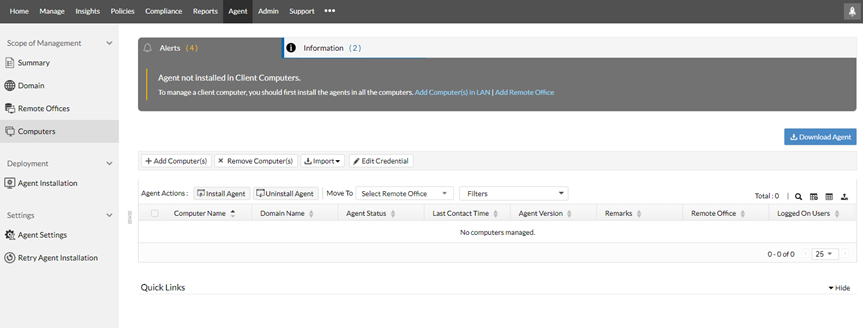 Home Manage Insights Policies Compliance Reports Agent Admin Support •••
Scope of Management
Summary
Domain
Remote Offices
Computers
Deployment
Agent Installation
Settings
Agent Settings
Retry Agent Installation
Alerts (4) Information (2)
Agent not installed in Client Computers.
To manage a client computer, you should first install the agents in all the computers. Add Computer(s) in LAN | Add Remote Office
Download Agent
+ Add Computer(s) × Remove Computer(s) Import Edit Credential
Agent Actions : Install Agent Uninstall Agent Move To Select Remote Office Filters Total : 0
Computer Name Domain Name Agent Status Last Contact Time Agent Version Remarks Remote Office Logged On Users
No computers managed.
0 - 0 of 0 25
Quick Links Hide